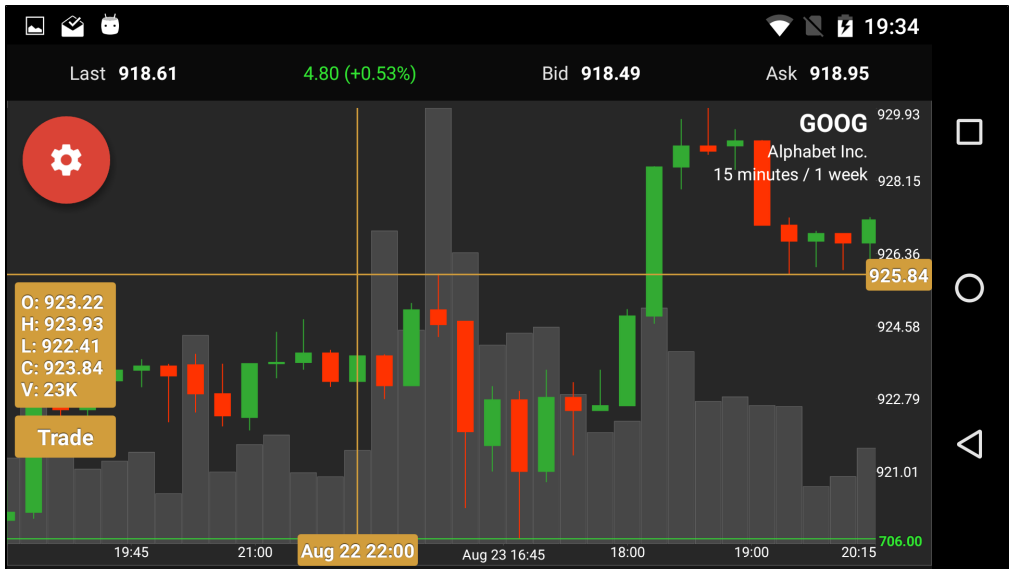 19:34
Last 918.61 4.80 (+0.53%) Bid 918.49 Ask 918.95
GOOG
Alphabet Inc.
15 minutes / 1 week
929.93
928.15
926.36
925.84
924.58
922.79
921.01
706.00
O: 923.22
H: 923.93
L: 922.41
C: 923.84
V: 23K
Trade
19:45 21:00 Aug 22 22:00 Aug 23 16:45 18:00 19:00 20:15